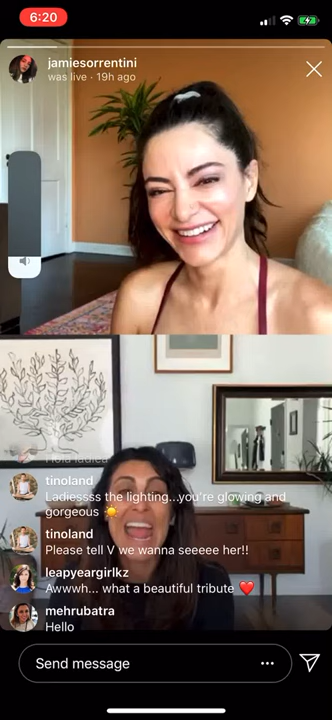 6:20
jamiesorrentini
was live · 19h ago
Hola ladies
tinoland
Ladiessss the lighting...you're glowing and
gorgeous ☀️
tinoland
Please tell V we wanna seeeee her!!
leapyeargirlkz
Awwwh... what a beautiful tribute ❤️
mehrubatra
Hello
Send message